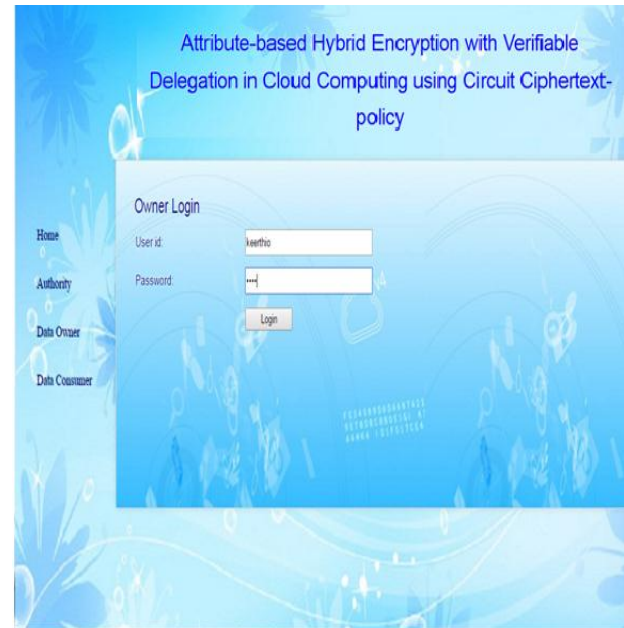 Attribute-based Hybrid Encryption with Verifiable
Delegation in Cloud Computing using Circuit Ciphertext-
policy
Owner Login
Home
User id:
keerthio
Authority
Password:
Login
Data Owner
Data Consumer